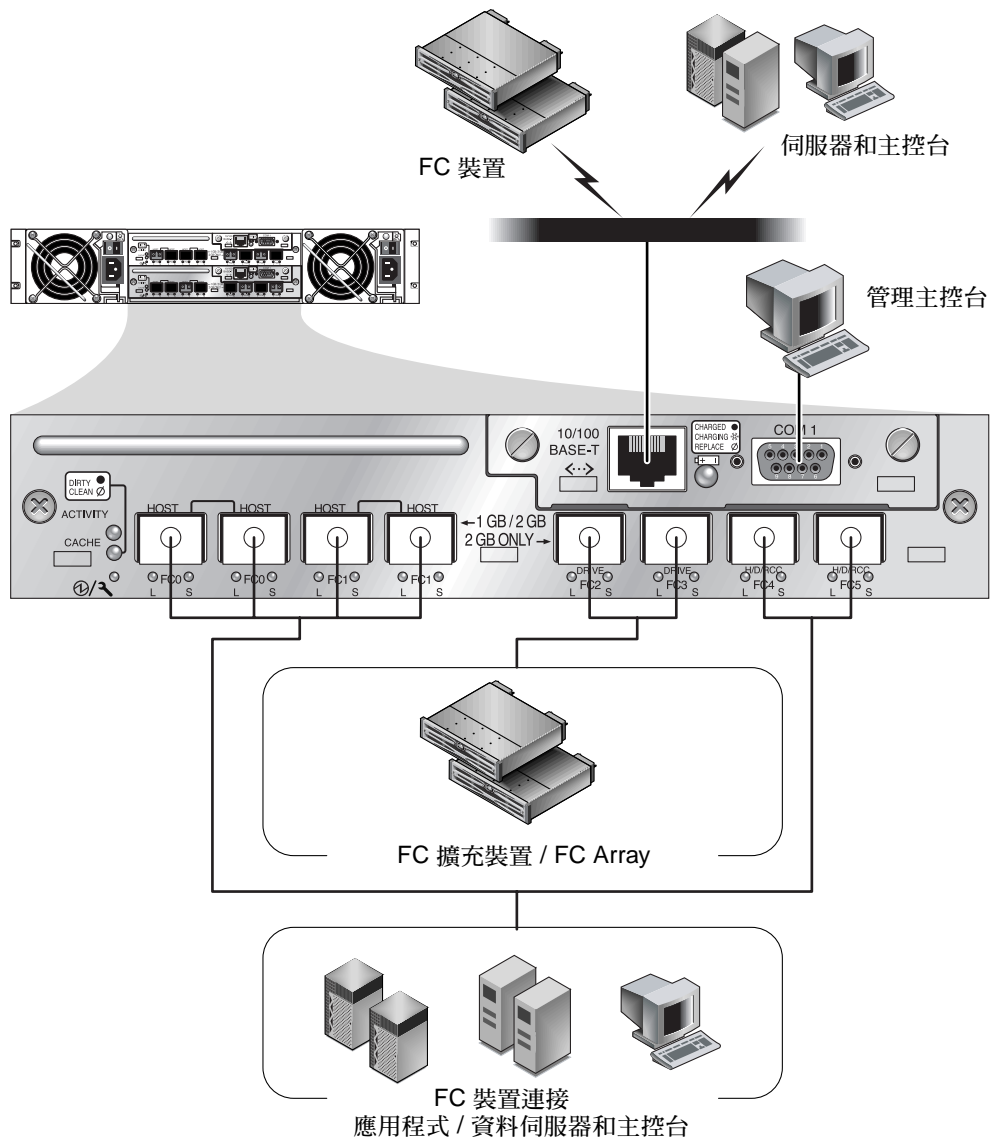 FC 裝置
伺服器和主控台
管理主控台
10/100
BASE-T
CHARGED
CHARGING
REPLACE
COM 1
DIRTY
CLEAN
ACTIVITY
CACHE
HOST HOST HOST HOST
←1 GB / 2 GB
2 GB ONLY→
DRIVE DRIVE H/D/RCC H/D/RCC
FC0 FC0 FC1 FC1 FC2 FC3 FC4 FC5
L S L S L S L S L S L S L S L S
FC 擴充裝置 / FC Array
FC 裝置連接
應用程式 / 資料伺服器和主控台